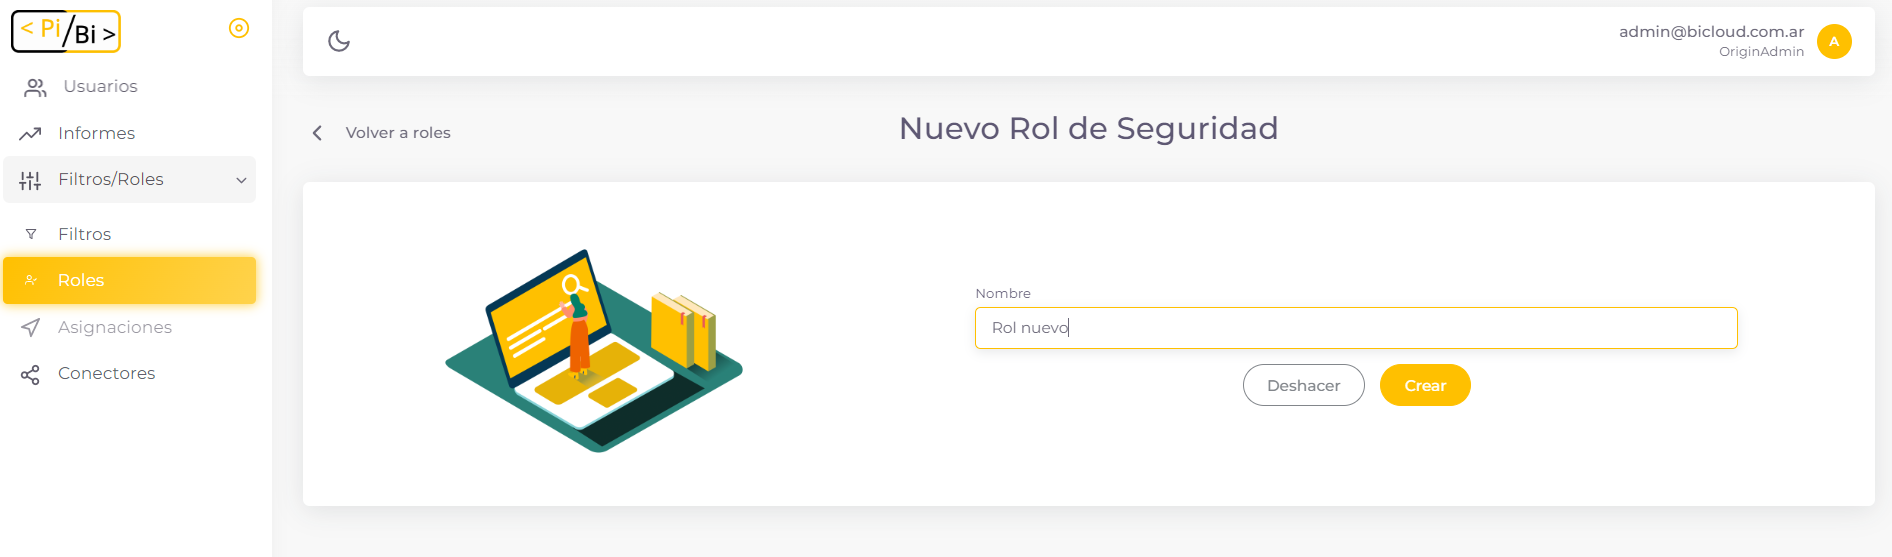 < Pi/Bi >
Usuarios
Informes
Filtros/Roles
Filtros
Roles
Asignaciones
Conectores
admin@bicloud.com.ar
OriginAdmin
A
Volver a roles
Nuevo Rol de Seguridad
Nombre
Rol nuevo
Deshacer
Crear